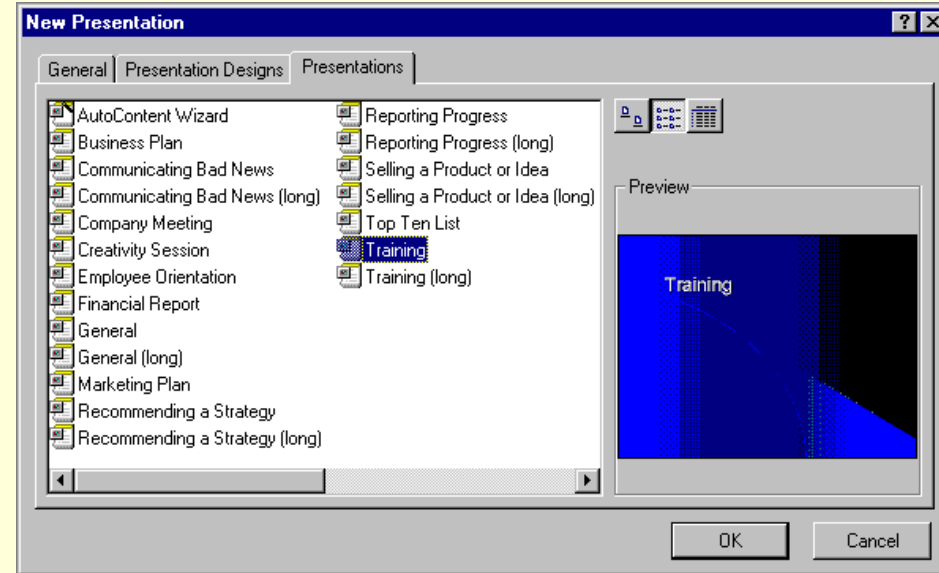 New Presentation
General
Presentation Designs
Presentations
AutoContent Wizard
Business Plan
Communicating Bad News
Communicating Bad News (long)
Company Meeting
Creativity Session
Employee Orientation
Financial Report
General
General (long)
Marketing Plan
Recommending a Strategy
Recommending a Strategy (long)
Reporting Progress
Reporting Progress (long)
Selling a Product or Idea
Selling a Product or Idea (long)
Top Ten List
Training
Training (long)
Preview
Training
OK
Cancel